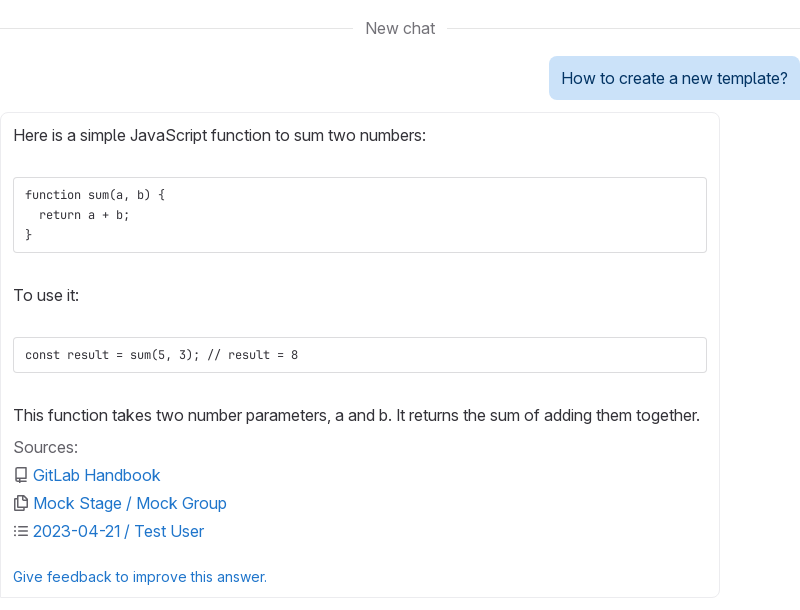 New chat
How to create a new template?
Here is a simple JavaScript function to sum two numbers:
function sum(a, b) {
  return a + b;
}
To use it:
const result = sum(5, 3); // result = 8
This function takes two number parameters, a and b. It returns the sum of adding them together.
Sources:
GitLab Handbook
Mock Stage / Mock Group
2023-04-21 / Test User
Give feedback to improve this answer.